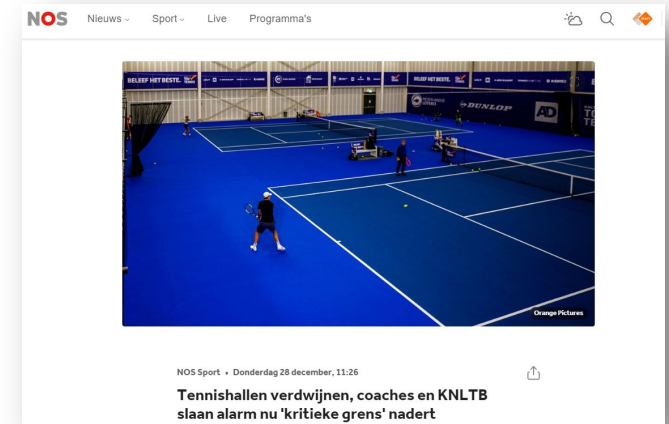 NOS Nieuws Sport Live Programma's
BELEEF HET BESTE.
BELEEF HET BESTE.
DUNLOP
AD
Orange Pictures
NOS Sport • Donderdag 28 december, 11:26
Tennishallen verdwijnen, coaches en KNLTB
slaan alarm nu 'kritieke grens' nadert